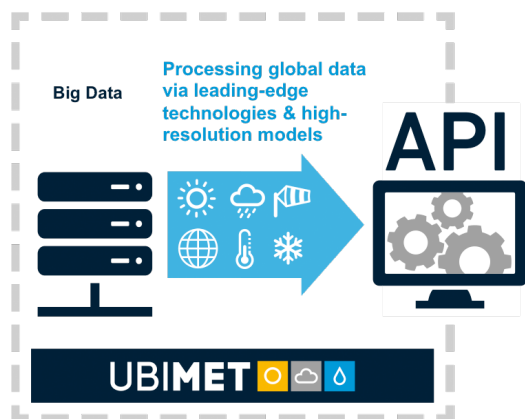 Big Data
Processing global data
via leading-edge
technologies & high-
resolution models
API
UBIMET